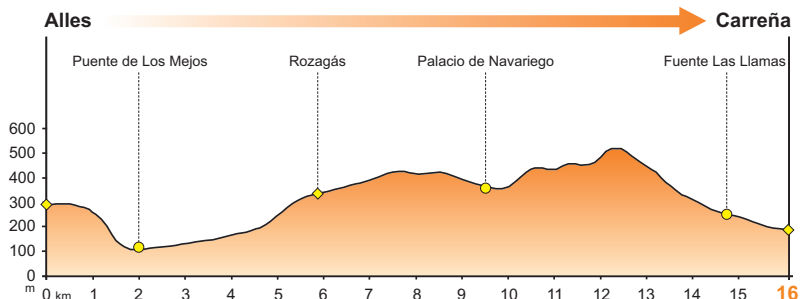 Alles Carreña
Puente de Los Mejos Rozagás Palacio de Navariego Fuente Las Llamas
600
500
400
300
200
100
0
m
0 km 1 2 3 4 5 6 7 8 9 10 11 12 13 14 15 16